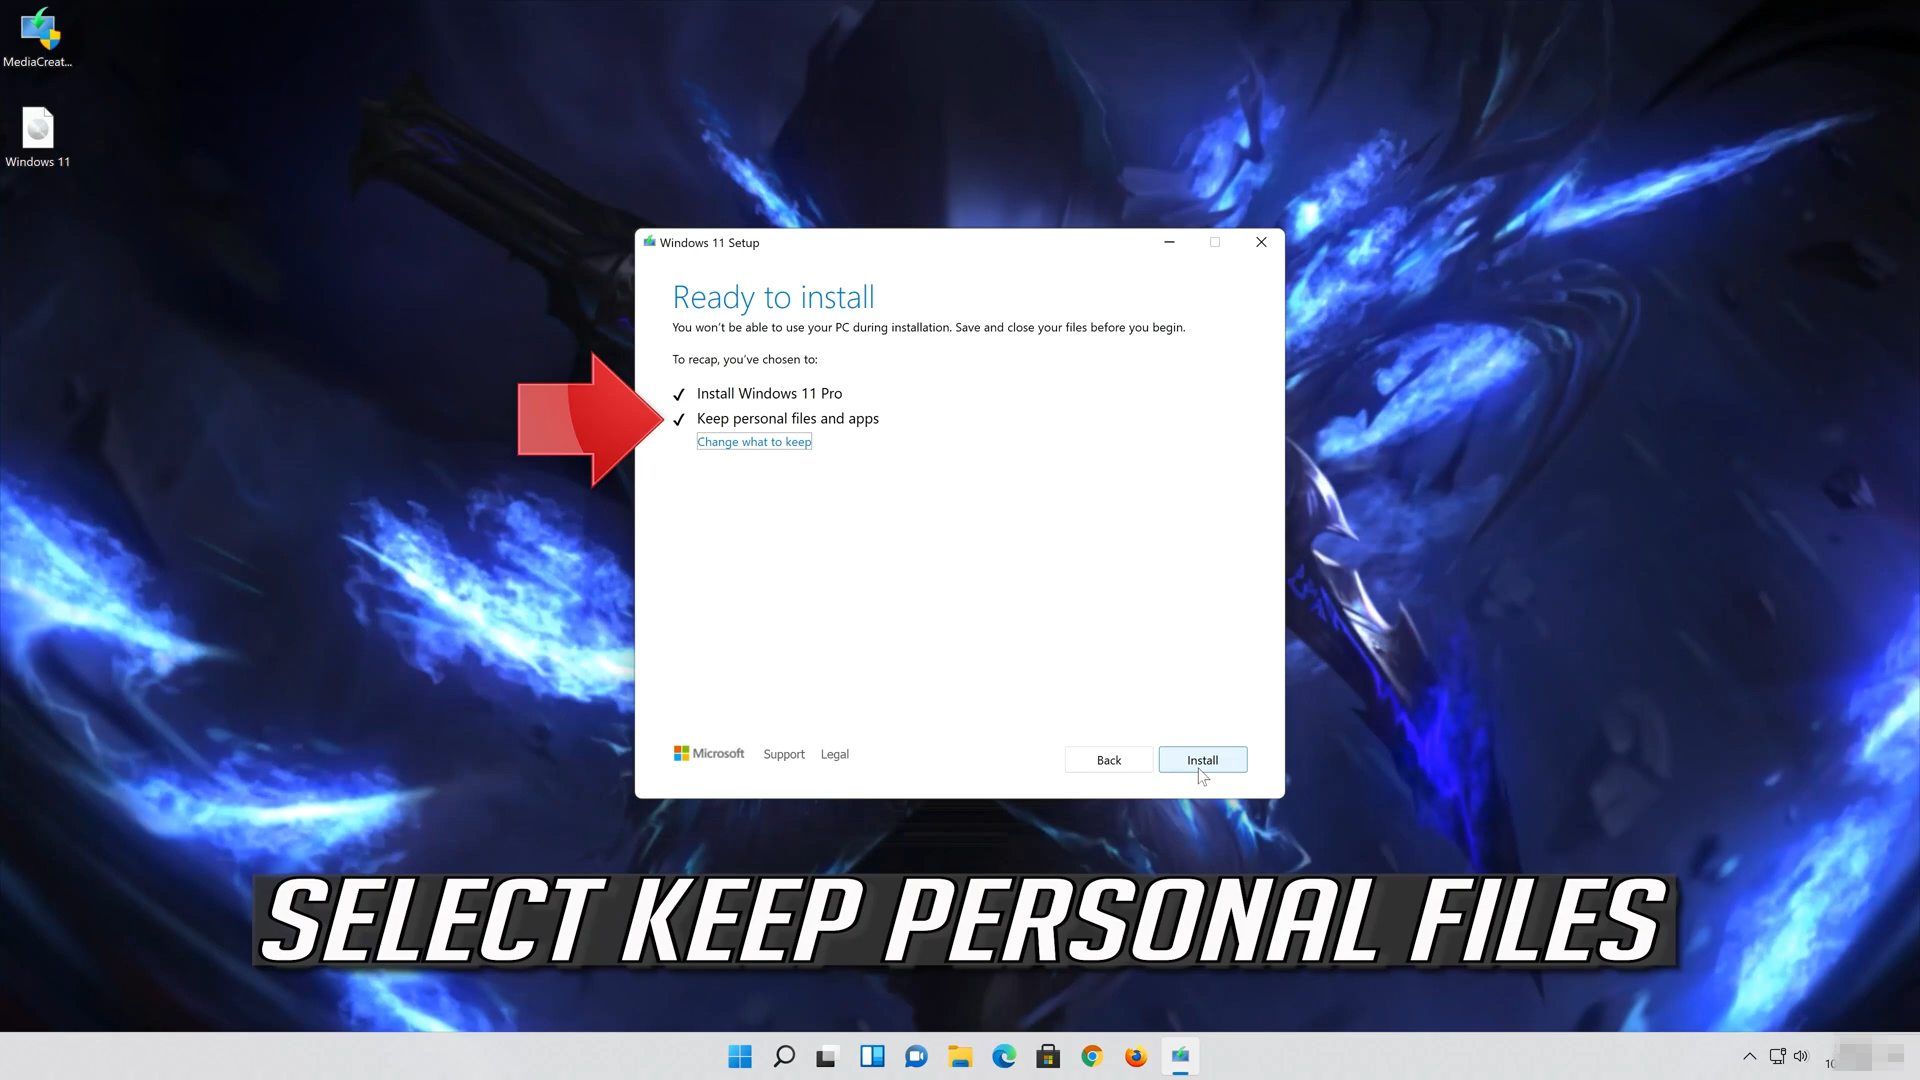 MediaCreat...
Windows 11
Windows 11 Setup
Ready to install
You won't be able to use your PC during installation. Save and close your files before you begin.
To recap, you've chosen to:
✓ Install Windows 11 Pro
✓ Keep personal files and apps
Change what to keep
Microsoft Support Legal
Back Install
SELECT KEEP PERSONAL FILES